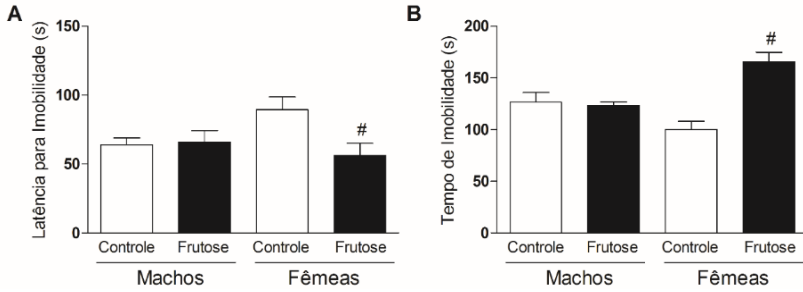 A
Latência para Imobilidade (s)
150
100
50
0
#
Controle Frutose Controle Frutose
Machos Fêmeas
B
Tempo de Imobilidade (s)
200
150
100
50
0
#
Controle Frutose Controle Frutose
Machos Fêmeas